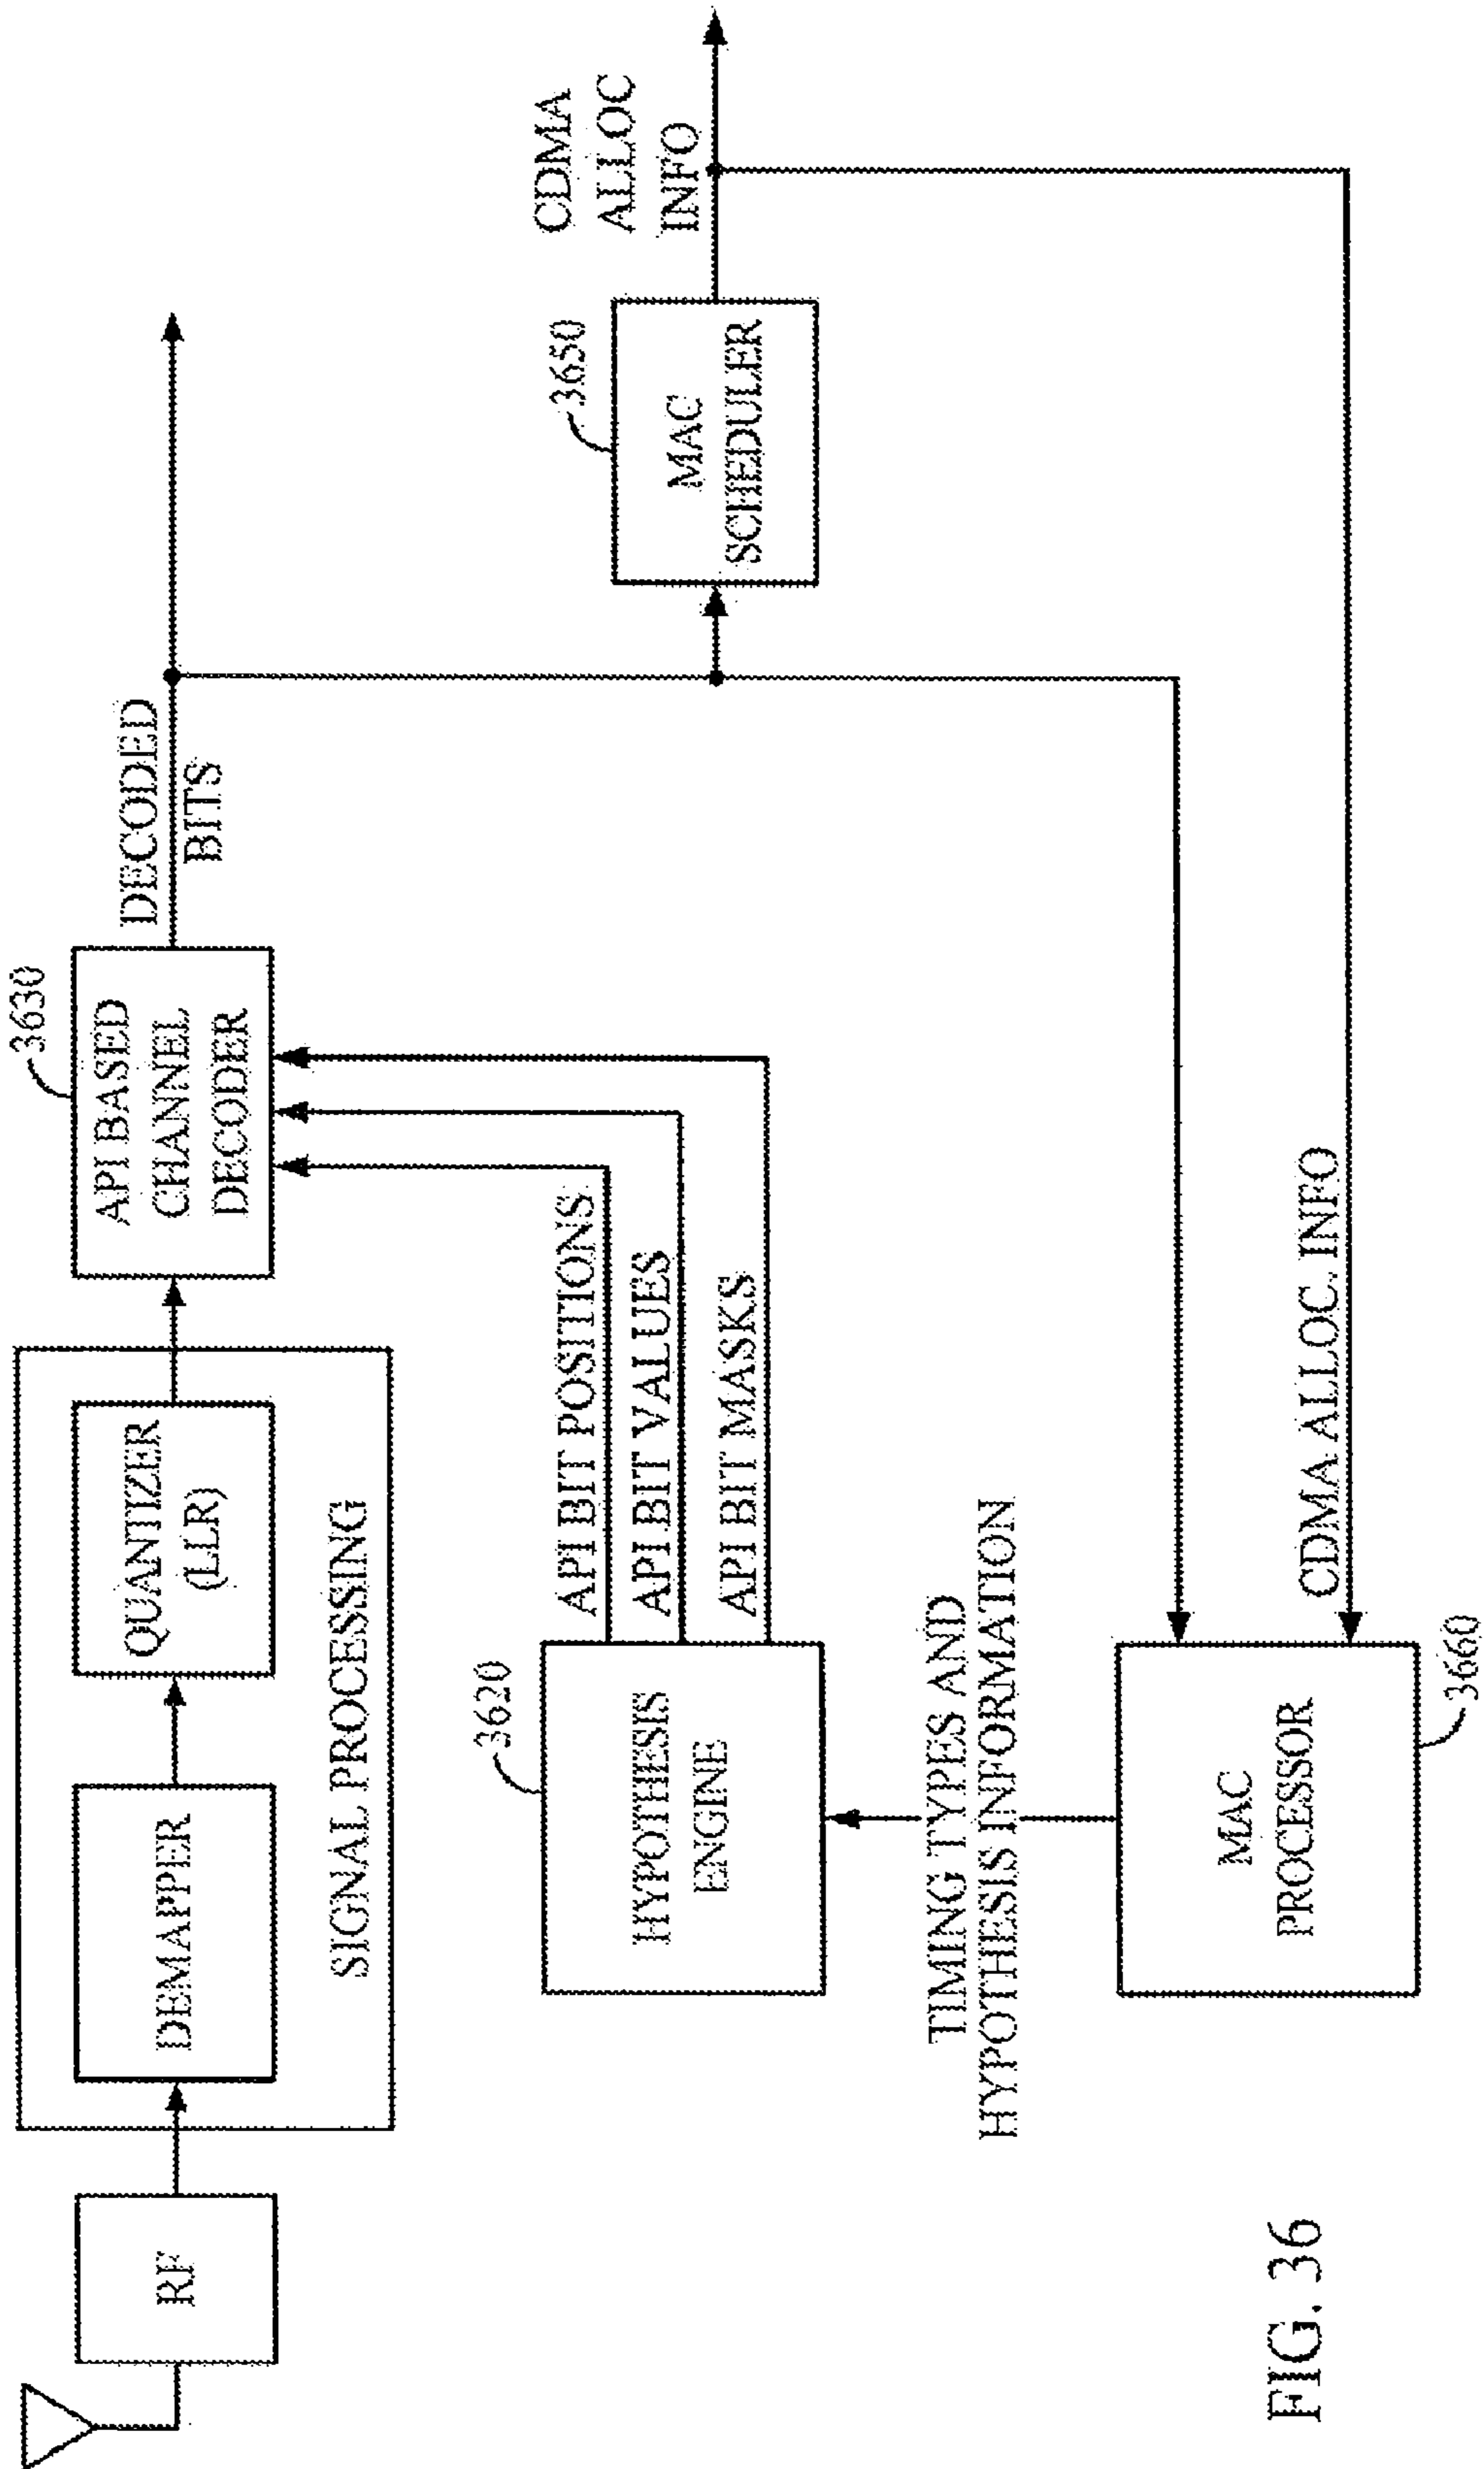 RF
DEMAPPER
QUANTIZER
(LLR)
SIGNAL PROCESSING
3630
API BASED
CHANNEL
DECODER
DECODED
BITS
3620
HYPOTHESIS
ENGINE
API BIT POSITIONS
API BIT VALUES
API BIT MASKS
3650
MAC
SCHEDULER
CDMA
ALLOC
INFO
TIMING TYPES AND
HYPOTHESIS INFORMATION
MAC
PROCESSOR
3660
CDMA ALLOC. INFO
FIG. 36